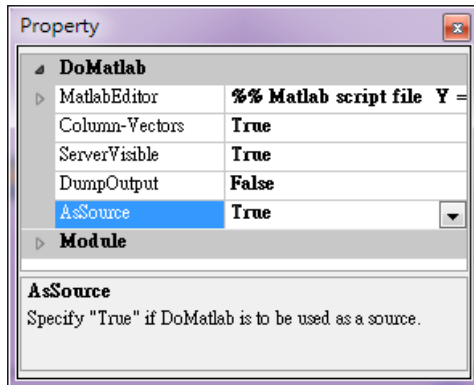 Property
DoMatlab
MatlabEditor %% Matlab script file Y =
Column-Vectors True
ServerVisible True
DumpOutput False
AsSource True
Module
AsSource
Specify "True" if DoMatlab is to be used as a source.